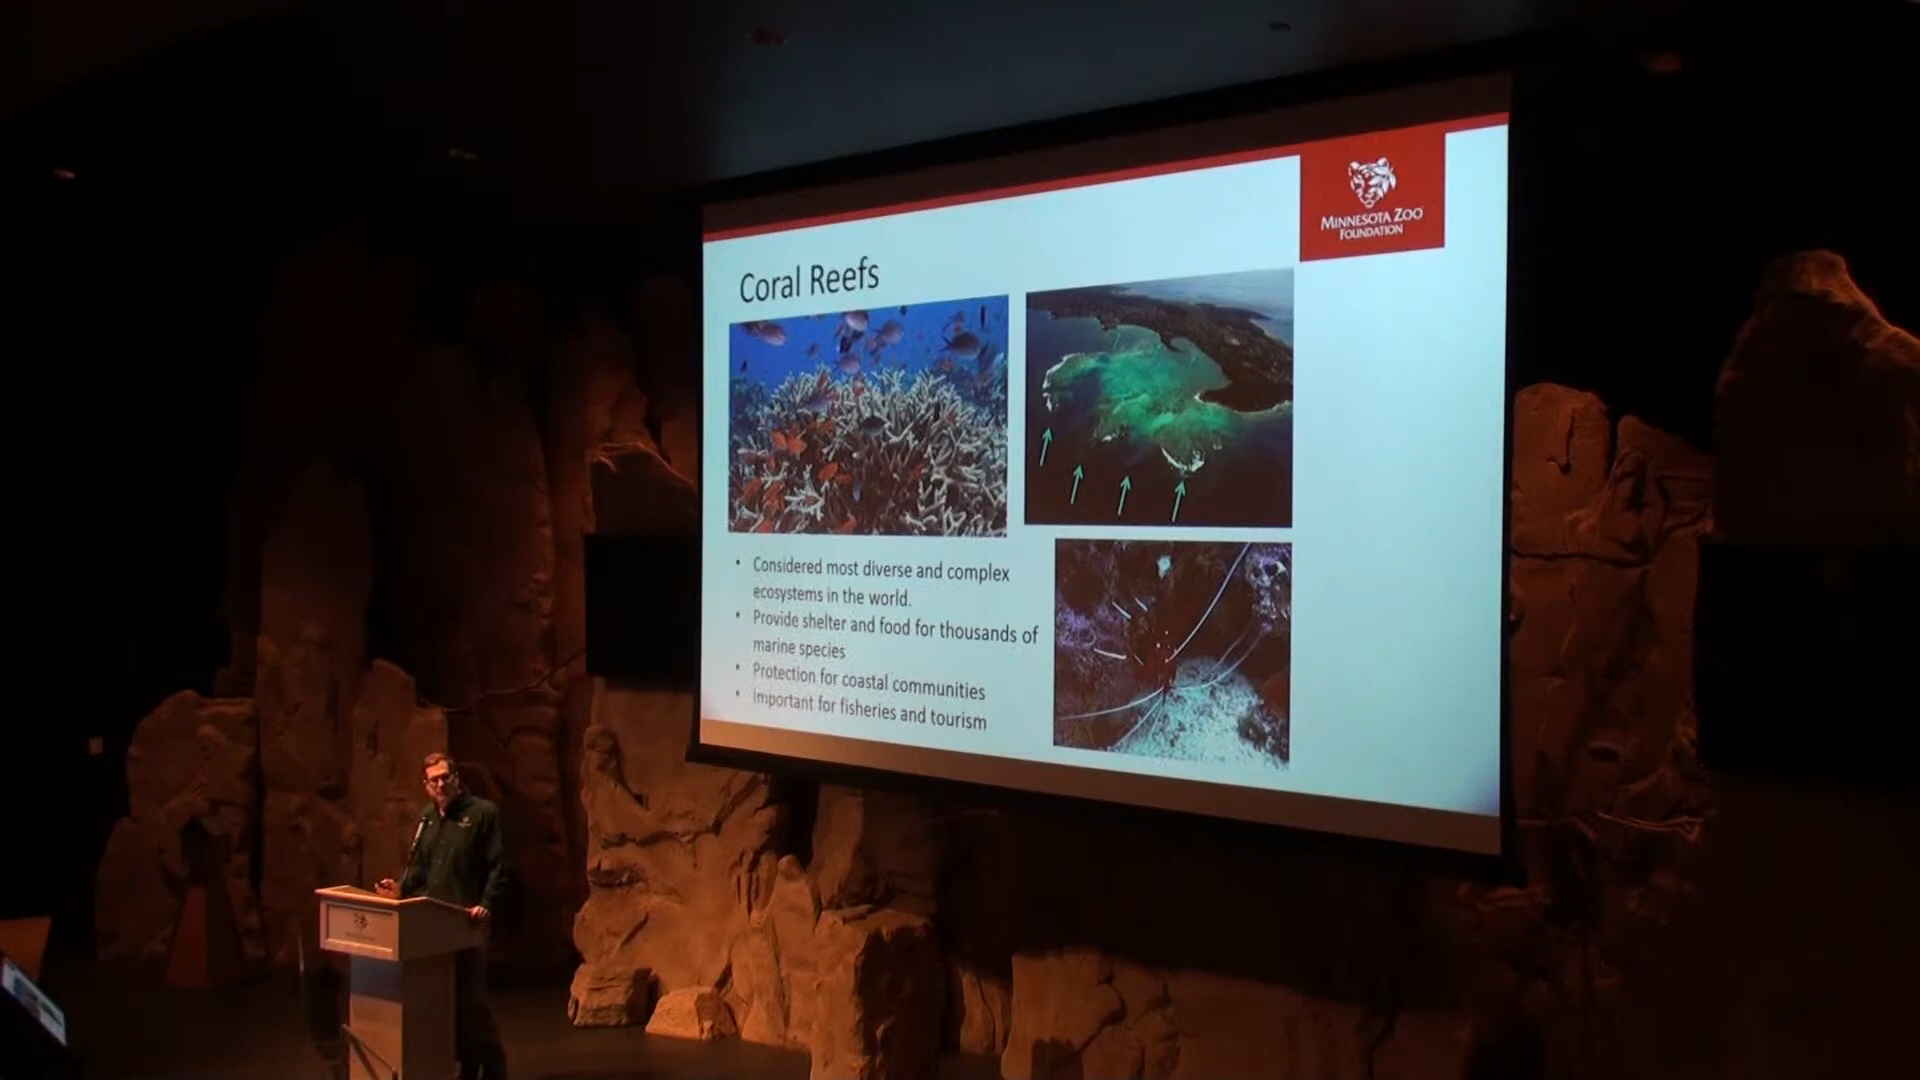 MINNESOTA ZOO
FOUNDATION
Coral Reefs
• Considered most diverse and complex
ecosystems in the world.
• Provide shelter and food for thousands of
marine species
• Protection for coastal communities
• Important for fisheries and tourism